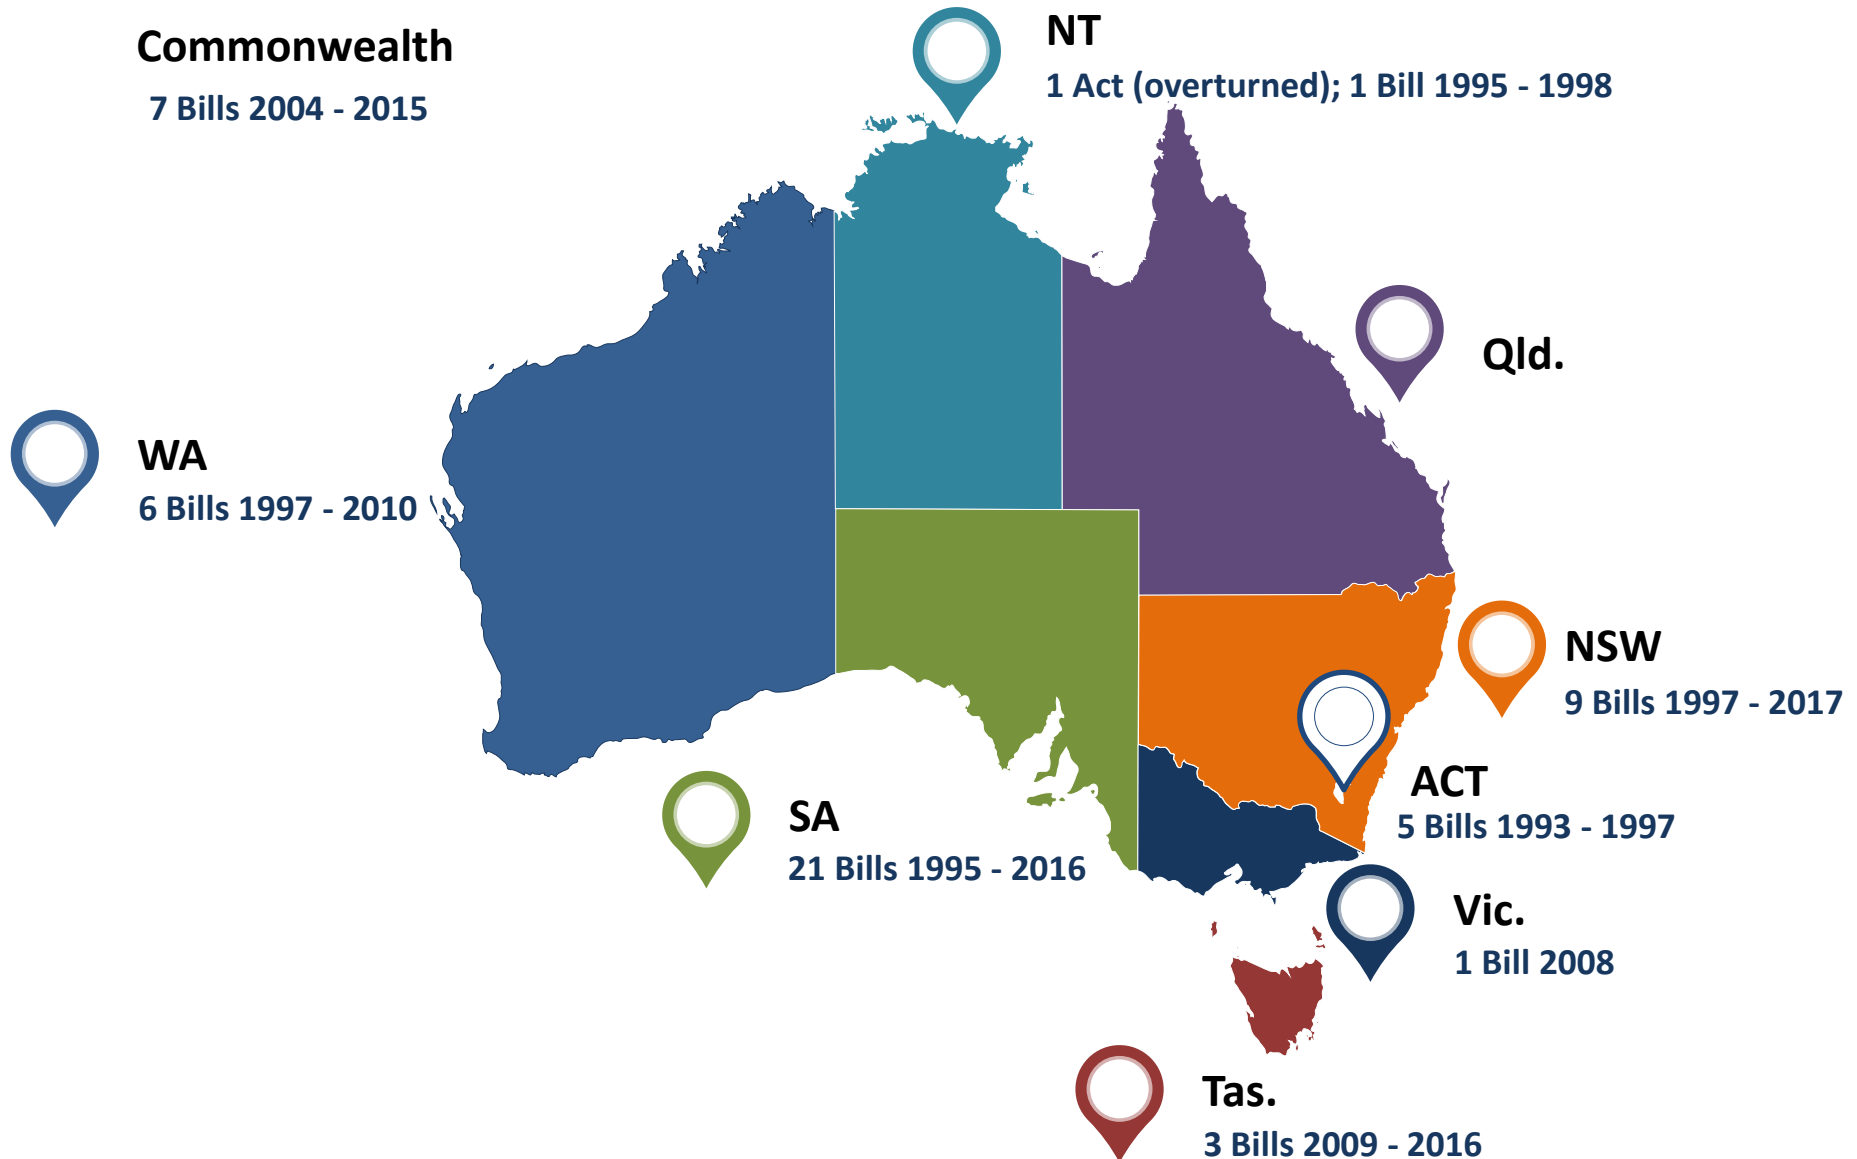 Commonwealth
7 Bills 2004 - 2015
NT
1 Act (overturned); 1 Bill 1995 - 1998
Qld.
WA
6 Bills 1997 - 2010
NSW
9 Bills 1997 - 2017
ACT
5 Bills 1993 - 1997
SA
21 Bills 1995 - 2016
Vic.
1 Bill 2008
Tas.
3 Bills 2009 - 2016